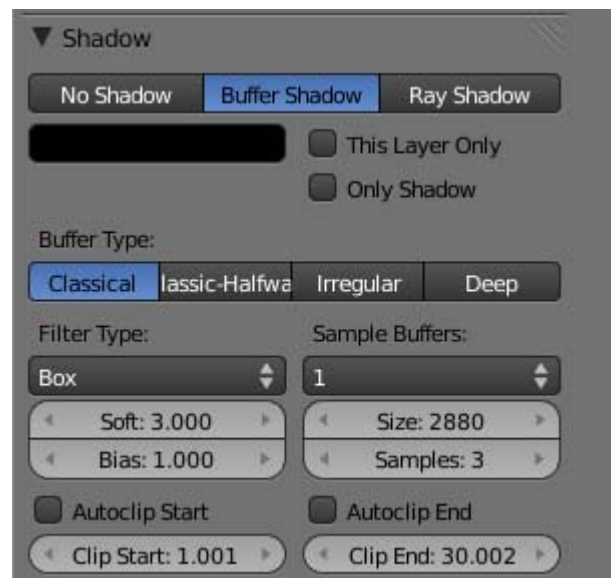 Shadow
No Shadow Buffer Shadow Ray Shadow
This Layer Only
Only Shadow
Buffer Type:
Classical lassic-Halfwa Irregular Deep
Filter Type: Sample Buffers:
Box 1
Soft: 3.000 Size: 2880
Bias: 1.000 Samples: 3
Autoclip Start Autoclip End
Clip Start: 1.001 Clip End: 30.002